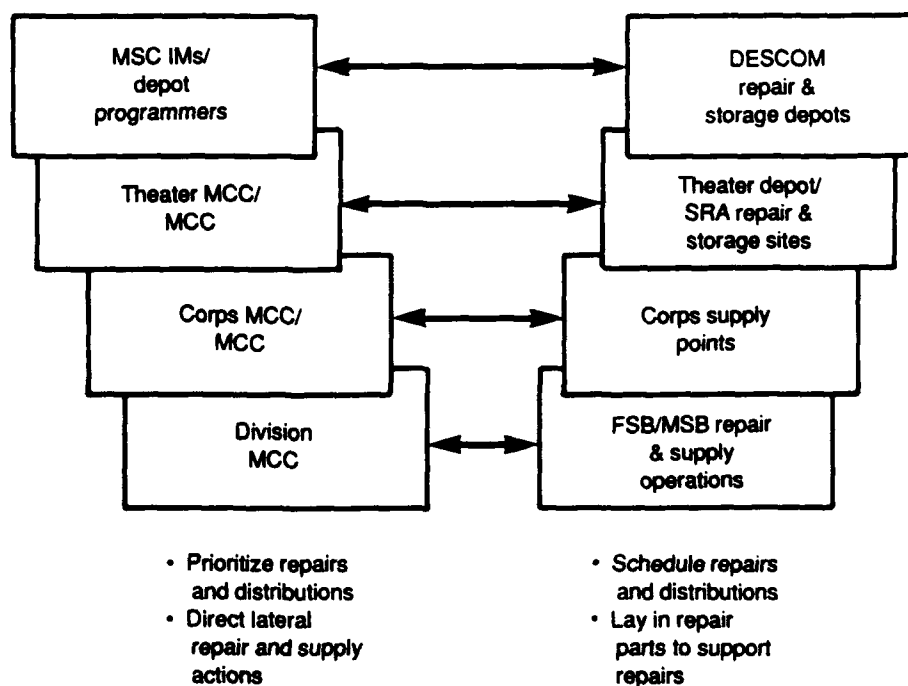 MSC IMs/
depot
programmers
DESCOM
repair &
storage depots
Theater MCC/
MCC
Theater depot/
SRA repair &
storage sites
Corps MCC/
MCC
Corps supply
points
Division
MCC
FSB/MSB repair
& supply
operations
• Prioritize repairs
and distributions
• Direct lateral
repair and supply
actions
• Schedule repairs
and distributions
• Lay in repair
parts to support
repairs